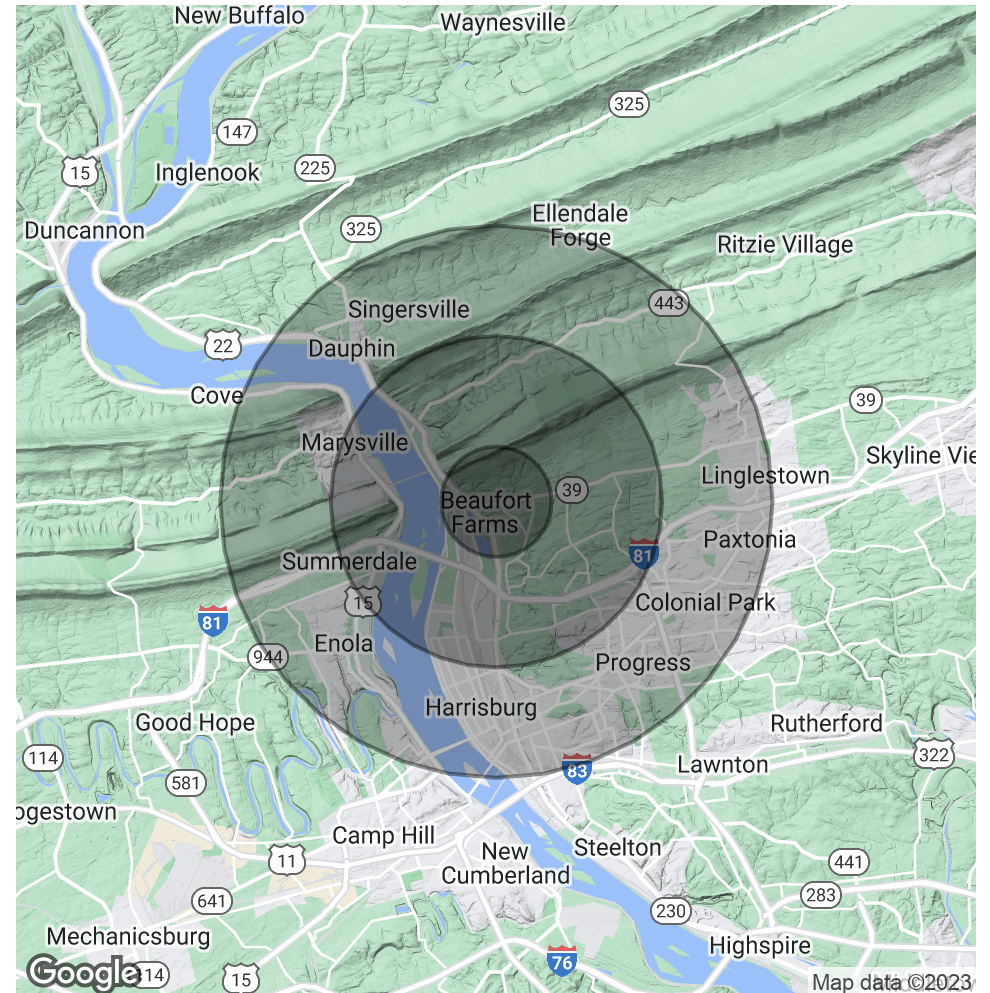 New Buffalo
Waynesville
325
147
15
Inglenook
225
Duncannon
325
Ellendale
Forge
Ritzie Village
443
Singersville
22
Dauphin
Cove
39
Marysville
Skyline Vie
Linglestown
39
Beaufort
Farms
Paxtonia
81
Summerdale
15
Colonial Park
81
Enola
944
Progress
Good Hope
Harrisburg
Rutherford
322
114
Lawnton
83
581
ogestown
Camp Hill
Steelton
11
New
Cumberland
441
283
641
230
Mechanicsburg
Highspire
76
Google
114
15
Map data ©2023